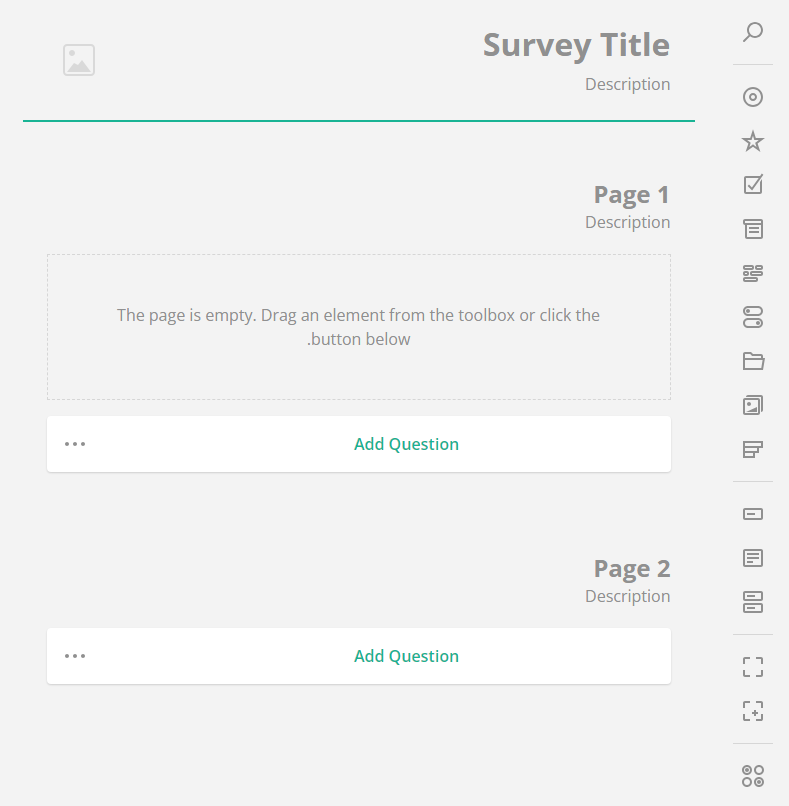 Survey Title
Description
Page 1
Description
The page is empty. Drag an element from the toolbox or click the
.button below
Add Question
Page 2
Description
Add Question